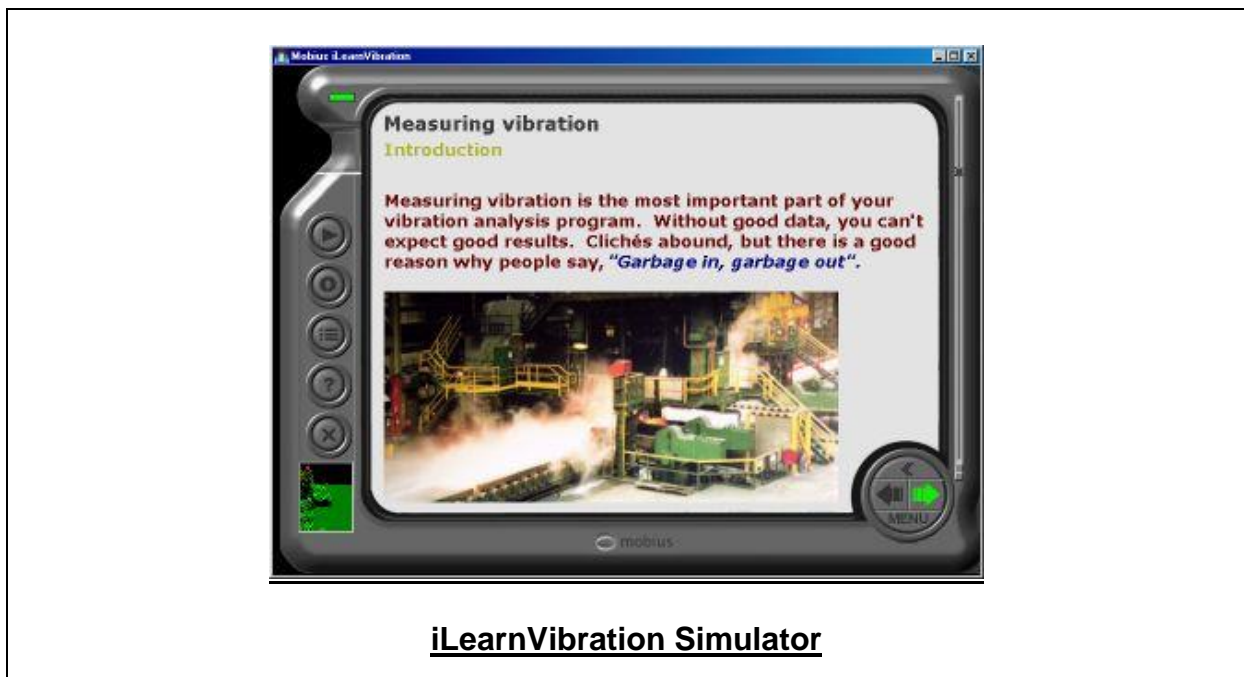 Mobius iLearnVibration
Measuring vibration
Introduction
Measuring vibration is the most important part of your
vibration analysis program.  Without good data, you can't
expect good results.  Clichés abound, but there is a good
reason why people say, "Garbage in, garbage out".
MENU
mobius
iLearnVibration Simulator